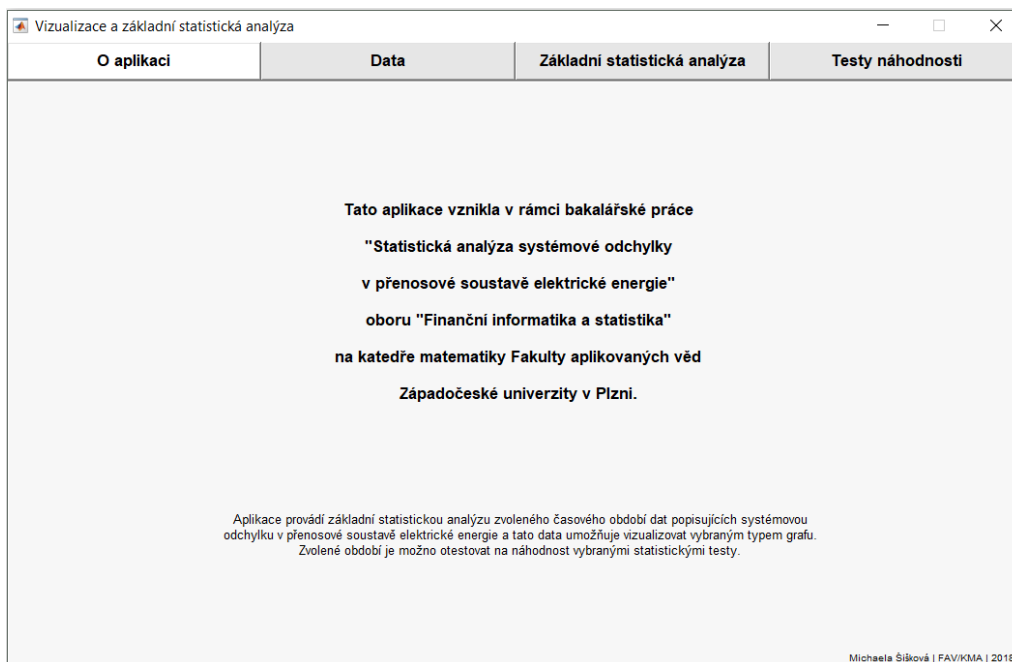 Vizualizace a základní statistická analýza
O aplikaci
Data
Základní statistická analýza
Testy náhodnosti
Tato aplikace vznikla v rámci bakalářské práce
"Statistická analýza systémové odchylky
v přenosové soustavě elektrické energie"
oboru "Finanční informatika a statistika"
na katedře matematiky Fakulty aplikovaných věd
Západočeské univerzity v Plzni.
Aplikace provádí základní statistickou analýzu zvoleného časového období dat popisujících systémovou
odchylku v přenosové soustavě elektrické energie a tato data umožňuje vizualizovat vybraným typem grafu.
Zvolené období je možno otestovat na náhodnost vybranými statistickými testy.
Michaela Šišková | FAV/KMA | 2018